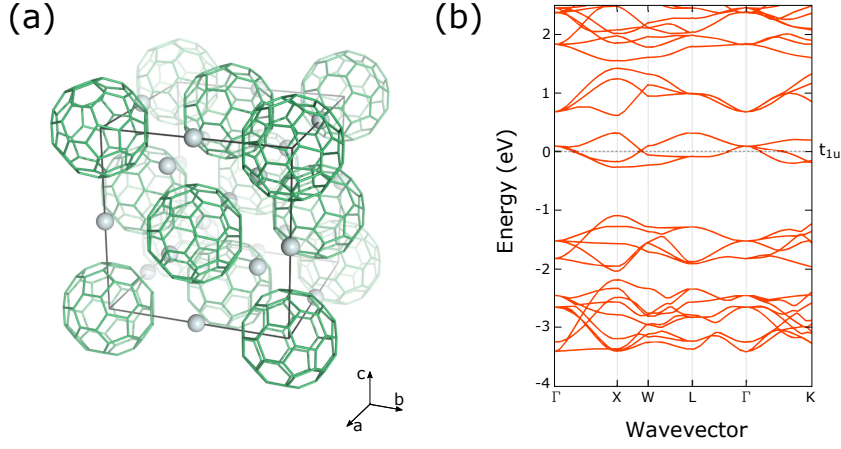 (a)
(b)
c
b
a
Energy (eV)
2
1
0
-1
-2
-3
-4
t1u
Γ X W L Γ K
Wavevector